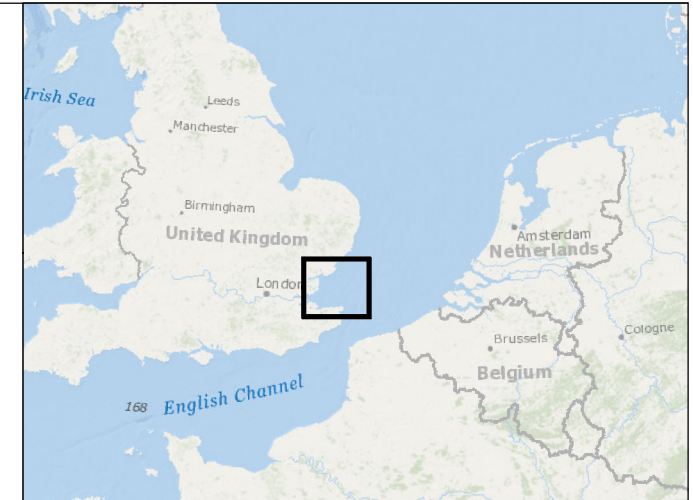 Irish Sea
Leeds
Manchester
Birmingham
United Kingdom
Amsterdam
Netherlands
London
Cologne
Brussels
Belgium
168 English Channel